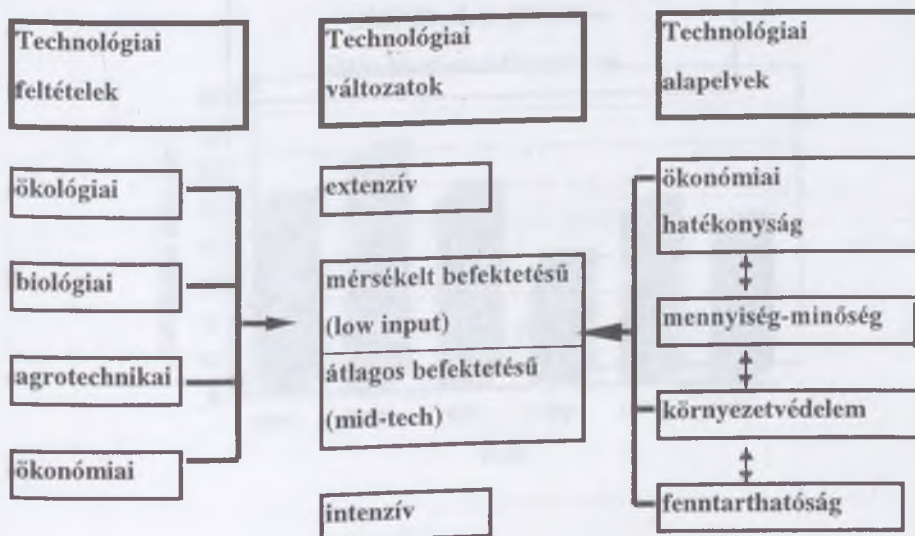 Technológiai
feltételek
ökológiai
biológiai
agrotechnikai
ökonómiai
Technológiai
változatok
extenzív
mérsékelt befektetésű
(low input)
átlagos befektetésű
(mid-tech)
intenzív
Technológiai
alapelvek
ökonómiai
hatékonyság
mennyiség-minőség
környezetvédelem
fenntarthatóság